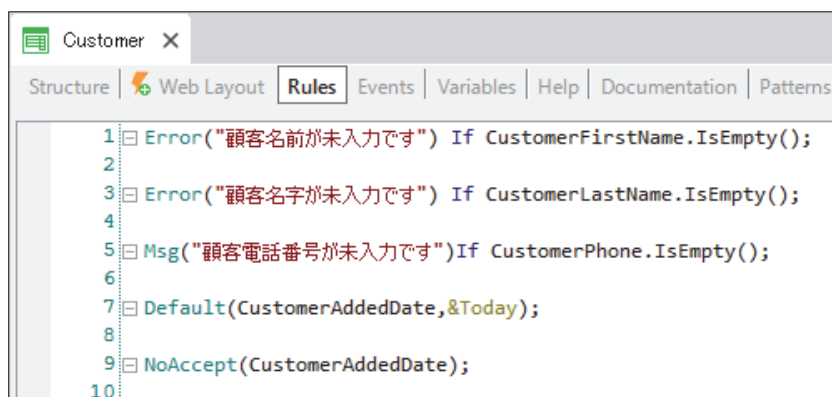 Customer
Structure Web Layout Rules Events Variables Help Documentation Patterns
1 Error("顧客名前が未入力です") If CustomerFirstName.IsEmpty();
2
3 Error("顧客名字が未入力です") If CustomerLastName.IsEmpty();
4
5 Msg("顧客電話番号が未入力です")If CustomerPhone.IsEmpty();
6
7 Default(CustomerAddedDate,&Today);
8
9 NoAccept(CustomerAddedDate);
10